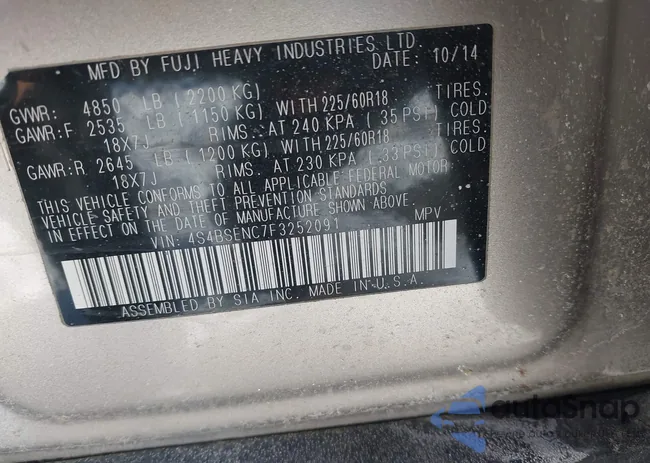 MFD BY FUJI HEAVY INDUSTRIES LTD.
DATE: 10/14
GVWR: 4850 LB (2200 KG)
GAWR:F 2535 LB (1150 KG) WITH 225/60R18 TIRES.
18X7J RIMS. AT 240 KPA (35 PSI) COLD
GAWR:R 2645 LB (1200 KG) WITH 225/60R18 TIRES.
18X7J RIMS. AT 230 KPA (33 PSI) COLD
THIS VEHICLE CONFORMS TO ALL APPLICABLE FEDERAL MOTOR
VEHICLE SAFETY AND THEFT PREVENTION STANDARDS
IN EFFECT ON THE DATE OF MANUFACTURE SHOWN ABOVE.
VIN: 4S4BSENC7F3252091 MPV
ASSEMBLED BY SIA INC. MADE IN U.S.A.
autoSnap